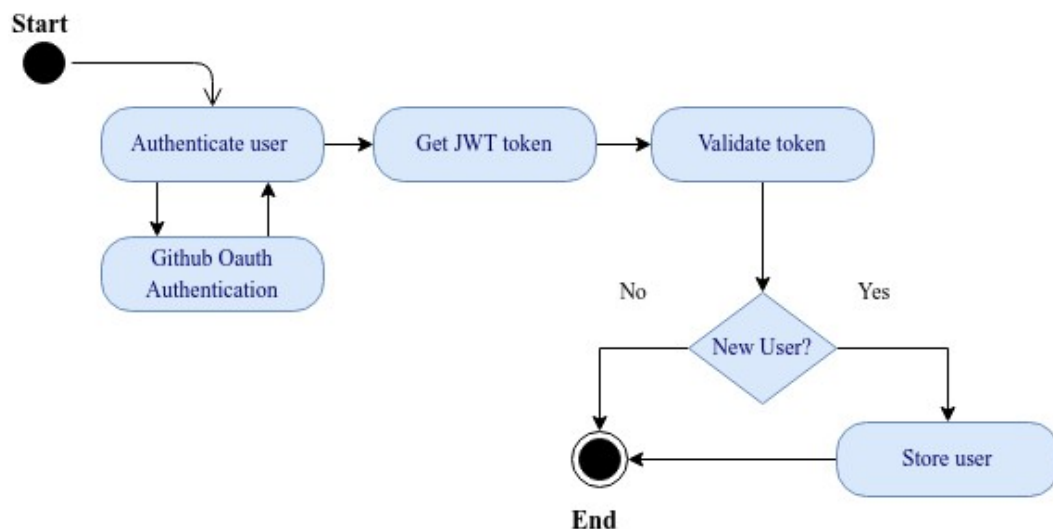 Start
Authenticate user
Get JWT token
Validate token
Github Oauth
Authentication
No
Yes
New User?
Store user
End